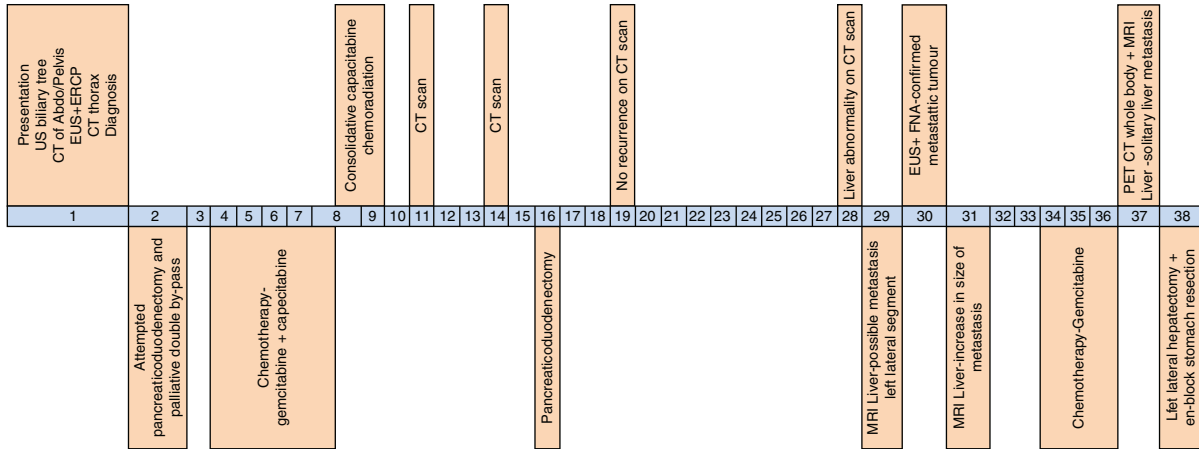 Presentation
US biliary tree
CT of Abdo/Pelvis
EUS+ERCP
CT thorax
Diagnosis
Consolidative capacitabine
chemoradiation
CT scan
CT scan
No recurrence on CT scan
Liver abnormality on CT scan
EUS+ FNA-confirmed
metastattic tumour
PET CT whole body + MRI
Liver -solitary liver metastasis
1 2 3 4 5 6 7 8 9 10 11 12 13 14 15 16 17 18 19 20 21 22 23 24 25 26 27 28 29 30 31 32 33 34 35 36 37 38
Attempted
pancreaticoduodenectomy and
palliative double by-pass
Chemotherapy-
gemcitabine + capecitabine
Pancreaticoduodenectomy
MRI Liver-possible metastasis
left lateral segment
MRI Liver-increase in size of
metastasis
Chemotherapy-Gemcitabine
Lfet lateral hepatectomy +
en-block stomach resection